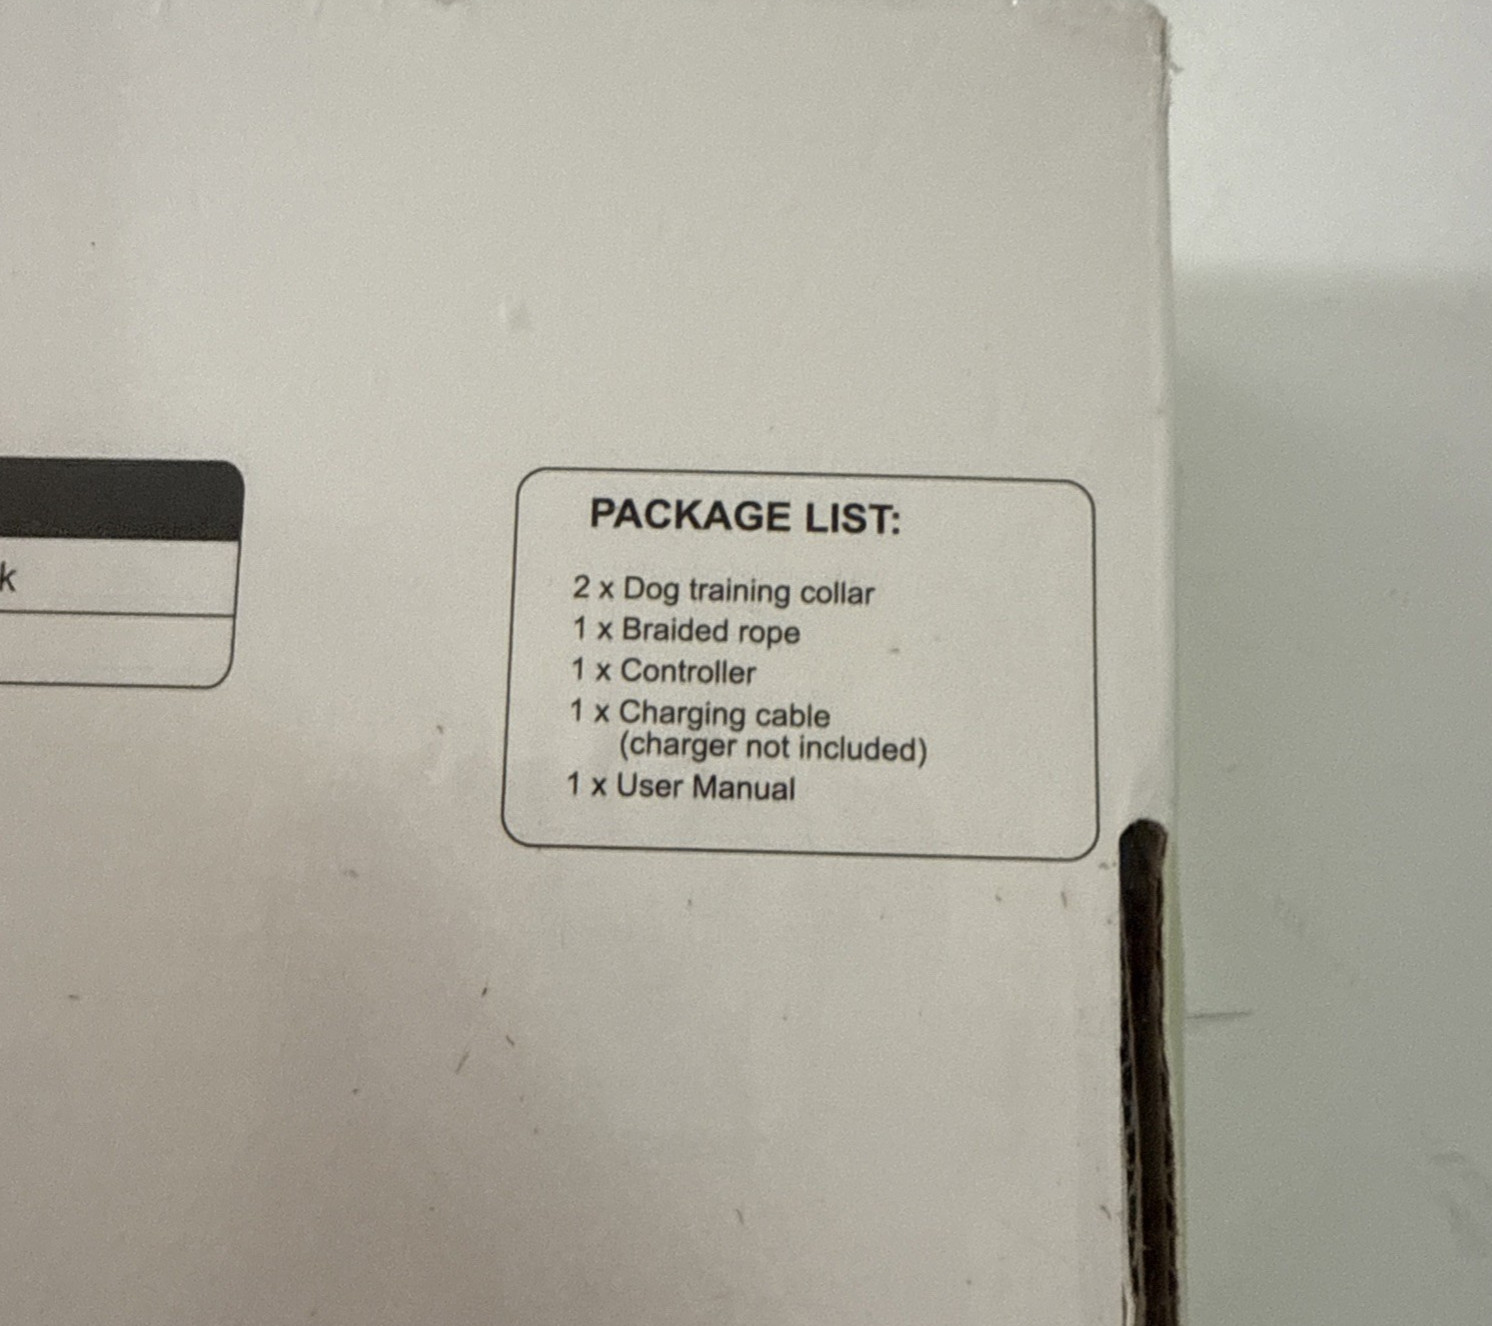 PACKAGE LIST:
2 x Dog training collar
1 x Braided rope
1 x Controller
1 x Charging cable
(charger not included)
1 x User Manual
k